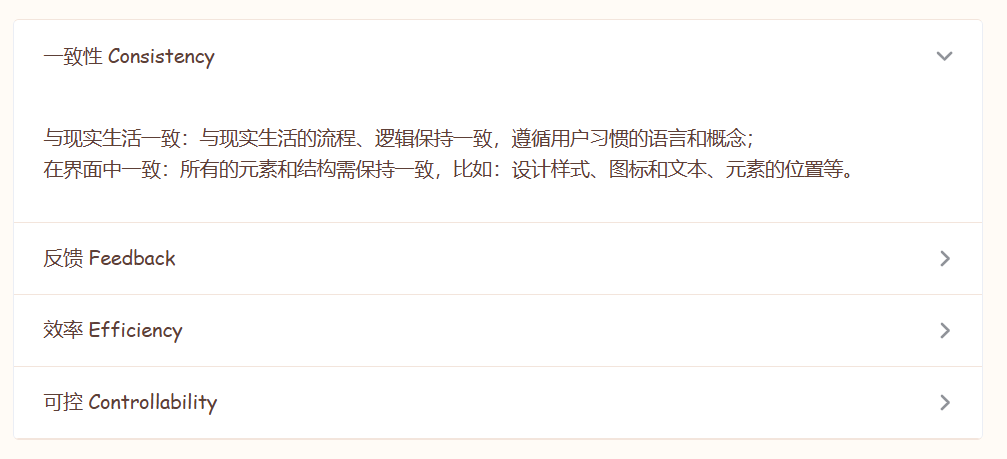 一致性 Consistency
与现实生活一致：与现实生活的流程、逻辑保持一致，遵循用户习惯的语言和概念；
在界面中一致：所有的元素和结构需保持一致，比如：设计样式、图标和文本、元素的位置等。
反馈 Feedback
效率 Efficiency
可控 Controllability